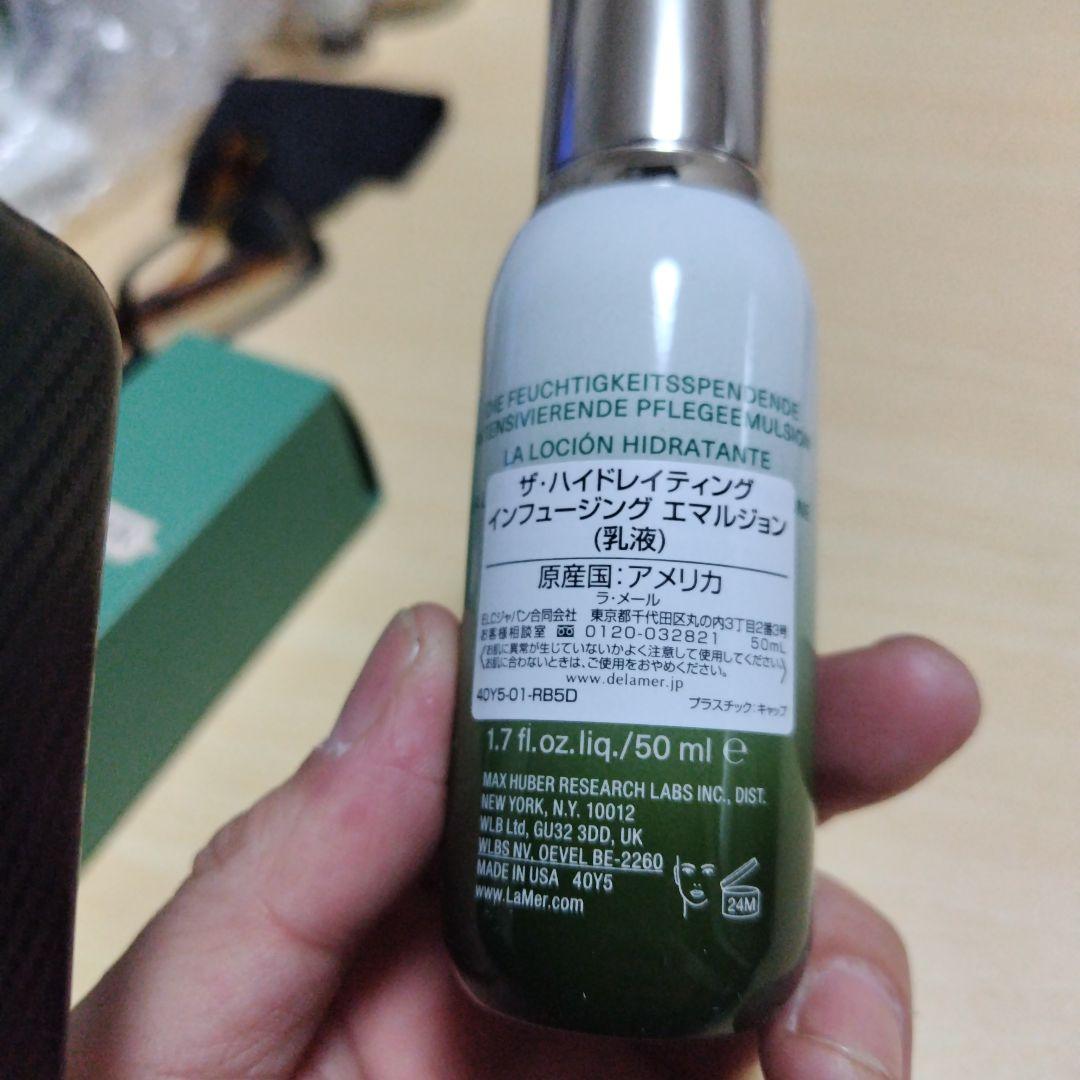 DIE FEUCHTIGKEITSSPENDENDE
INTENSIVIERENDE PFLEGEEMULSION
LA LOCIÓN HIDRATANTE
ザ・ハイドレイティング
インフュージング エマルジョン
(乳液)
原産国：アメリカ
ラ・メール
ELCジャパン合同会社 東京都千代田区丸の内3丁目2番3号
お客様相談室 0120-032821 50mL
お肌に異常が生じていないかよく注意して使用してください。
お肌に合わないときは、ご使用をおやめください。
www.delamer.jp
40Y5-01-RB5D プラスチック：キャップ
1.7 fl.oz.liq./50 ml ℮
MAX HUBER RESEARCH LABS INC., DIST.
NEW YORK, N.Y. 10012
WLB Ltd, GU32 3DD, UK
WLBS NV, OEVEL BE-2260
MADE IN USA 40Y5
www.LaMer.com
24M